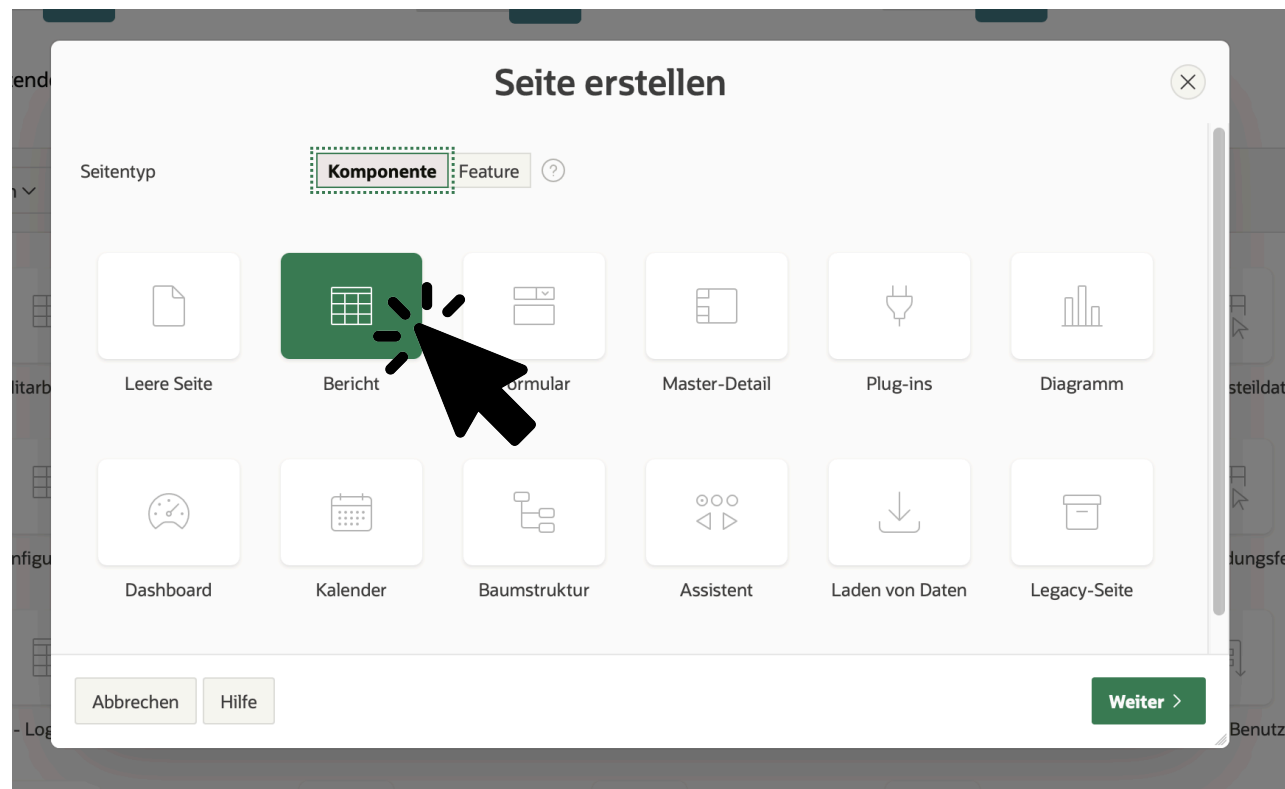 Seite erstellen
Seitentyp
Komponente Feature ?
Leere Seite Bericht Master-Detail Plug-ins Diagramm
Dashboard Kalender Baumstruktur Assistent Laden von Daten Legacy-Seite
Abbrechen Hilfe Weiter